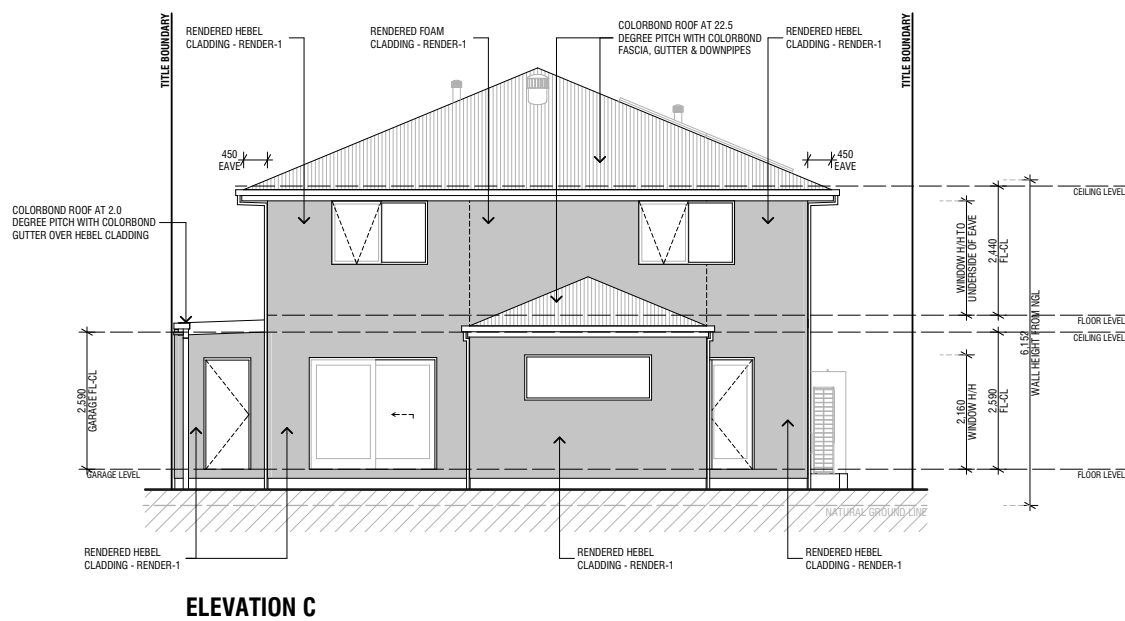 TITLE BOUNDARY
RENDERED HEBEL
CLADDING - RENDER-1
RENDERED FOAM
CLADDING - RENDER-1
COLORBOND ROOF AT 22.5
DEGREE PITCH WITH COLORBOND
FASCIA, GUTTER & DOWNPIPES
RENDERED HEBEL
CLADDING - RENDER-1
TITLE BOUNDARY
450
EAVE
450
EAVE
CEILING LEVEL
COLORBOND ROOF AT 2.0
DEGREE PITCH WITH COLORBOND
GUTTER OVER HEBEL CLADDING
WINDOW H/H TO
UNDERSIDE OF EAVE
2,440
FL-CL
6,152
WALL HEIGHT FROM NGL
FLOOR LEVEL
CEILING LEVEL
2,590
GARAGE FL-CL
2,160
WINDOW H/H
2,590
FL-CL
GARAGE LEVEL
FLOOR LEVEL
NATURAL GROUND LINE
RENDERED HEBEL
CLADDING - RENDER-1
RENDERED HEBEL
CLADDING - RENDER-1
RENDERED HEBEL
CLADDING - RENDER-1
ELEVATION C